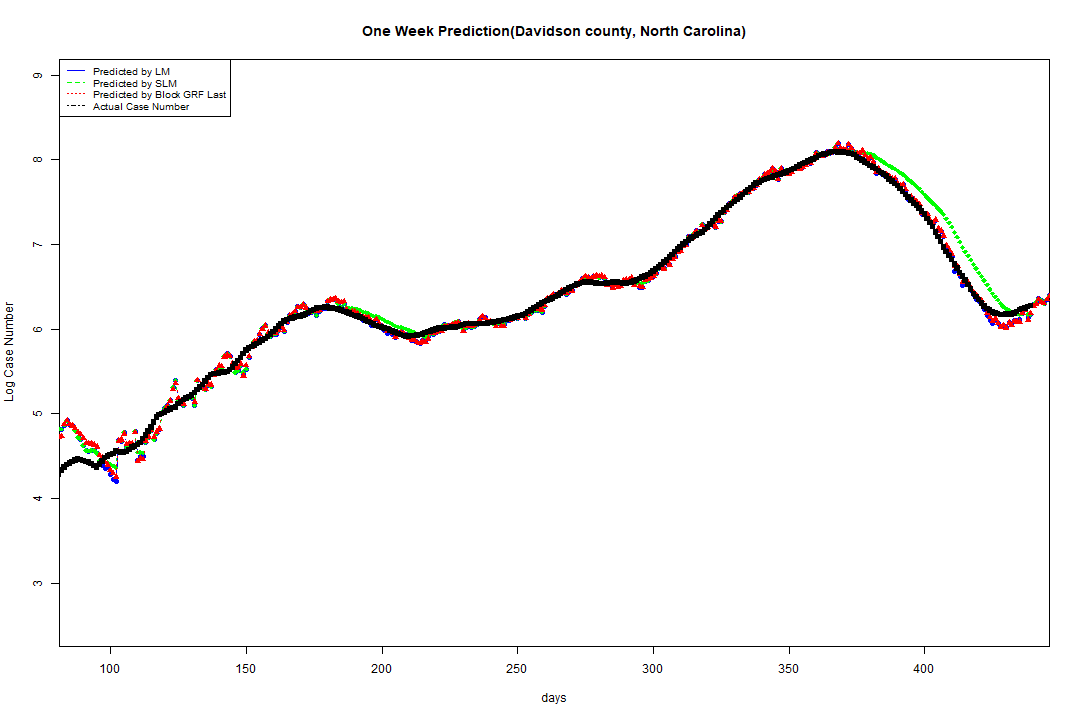 One Week Prediction(Davidson county, North Carolina)
Predicted by LM
Predicted by SLM
Predicted by Block GRF Last
Actual Case Number
9
8
7
6
5
4
3
Log Case Number
100 150 200 250 300 350 400
days